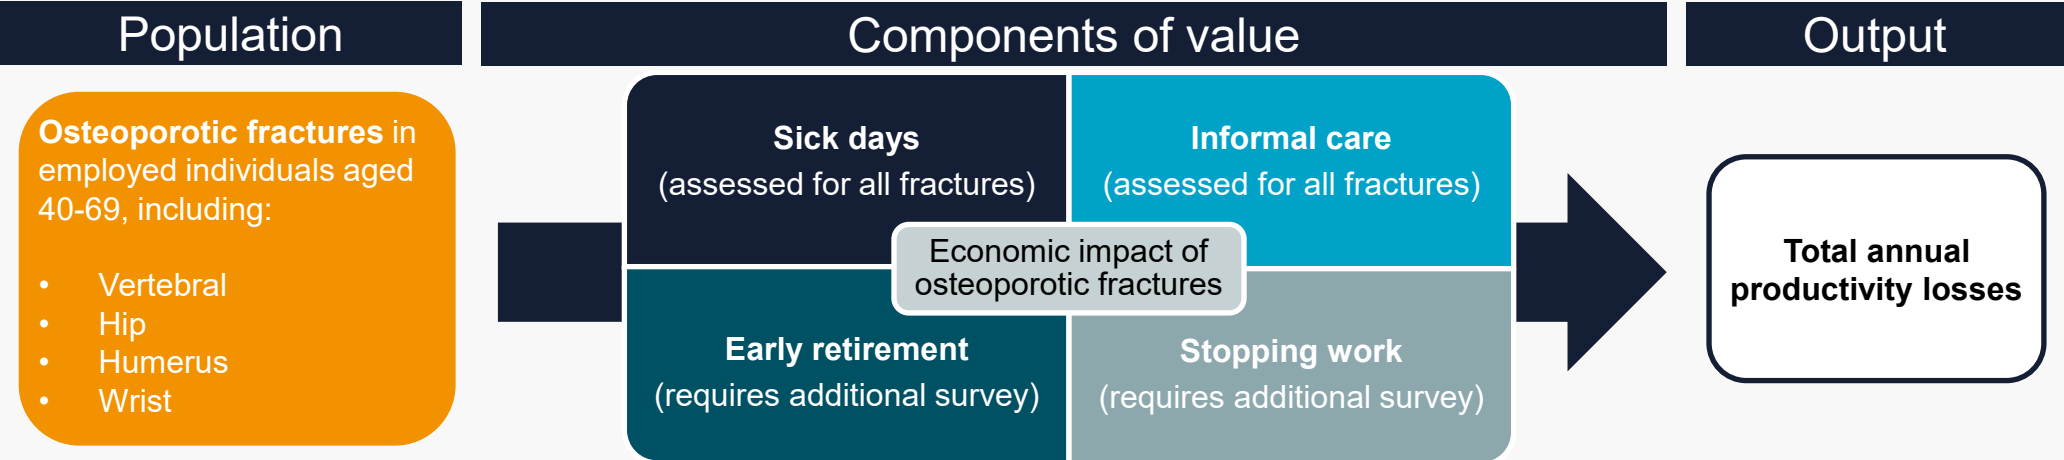 Population
Components of value
Output
Osteoporotic fractures in
employed individuals aged
40-69, including:
• Vertebral
• Hip
• Humerus
• Wrist
Sick days
(assessed for all fractures)
Informal care
(assessed for all fractures)
Economic impact of
osteoporotic fractures
Early retirement
(requires additional survey)
Stopping work
(requires additional survey)
Total annual
productivity losses